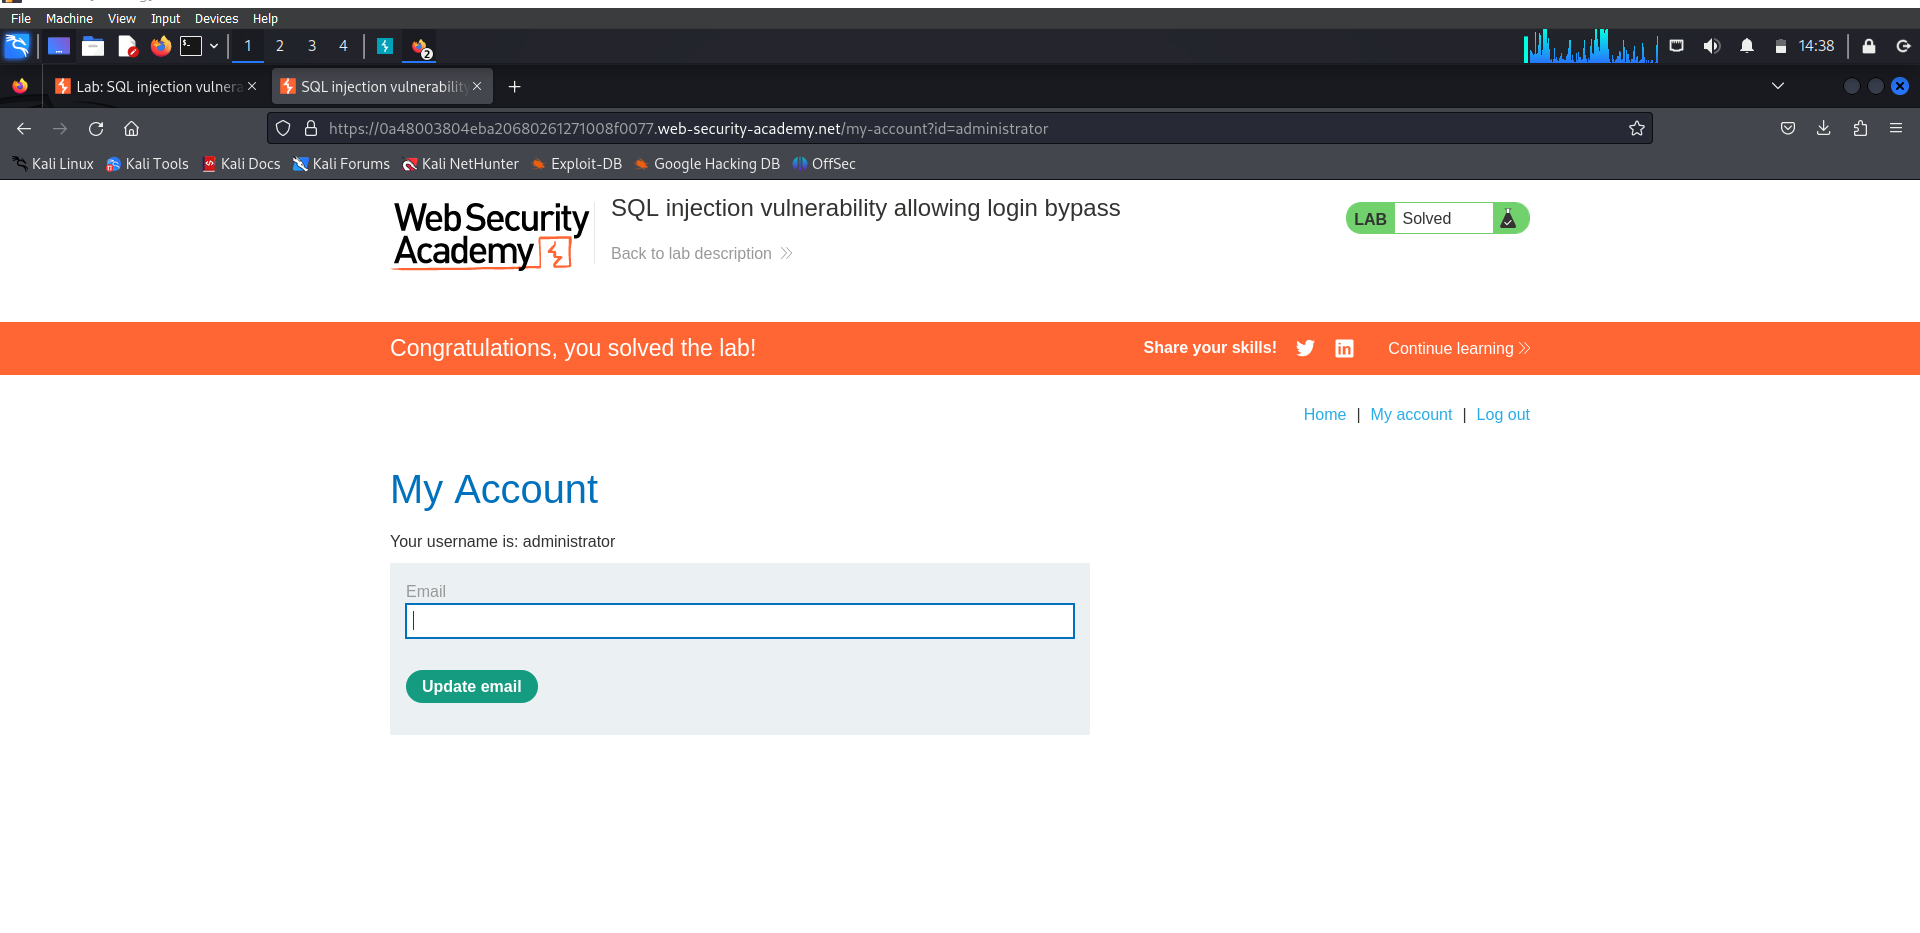 File Machine View Input Devices Help
1 2 3 4 2 14:38
Lab: SQL injection vulnera SQL injection vulnerability
https://0a48003804eba20680261271008f0077.web-security-academy.net/my-account?id=administrator
Kali Linux Kali Tools Kali Docs Kali Forums Kali NetHunter Exploit-DB Google Hacking DB OffSec
WebSecurity
Academy
SQL injection vulnerability allowing login bypass
Back to lab description
LAB Solved
Congratulations, you solved the lab!
Share your skills! Continue learning
Home | My account | Log out
My Account
Your username is: administrator
Email
Update email